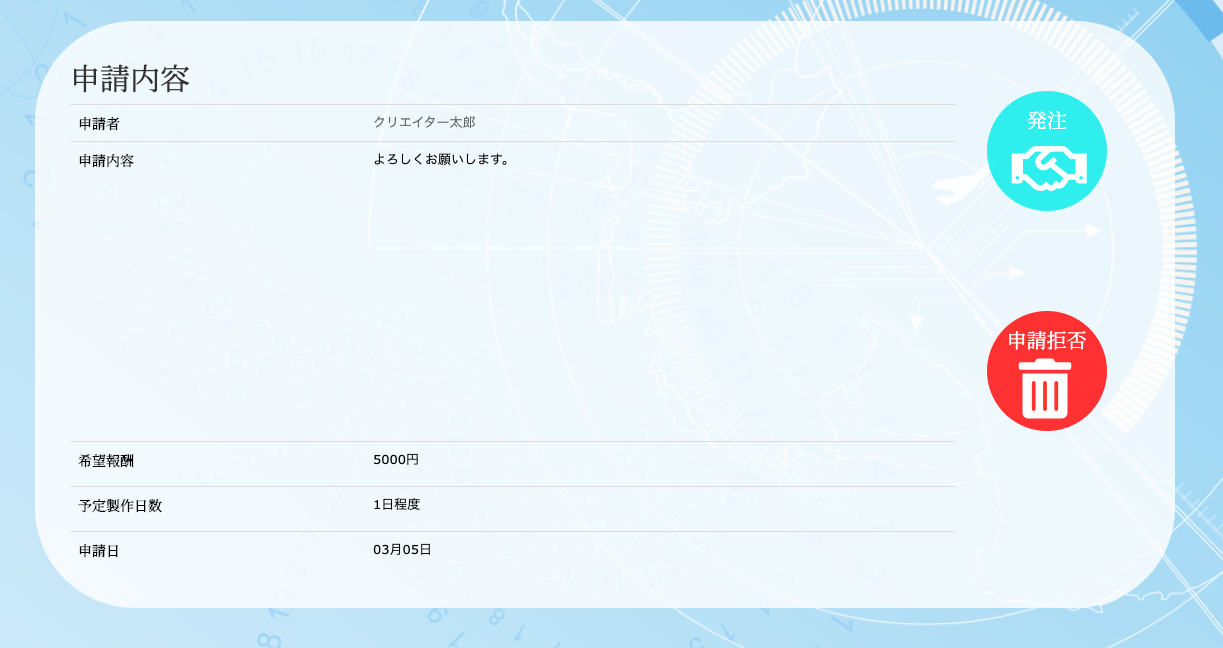 申請内容
申請者 クリエイター太郎
申請内容 よろしくお願いします。
発注
申請拒否
希望報酬 5000円
予定製作日数 1日程度
申請日 03月05日